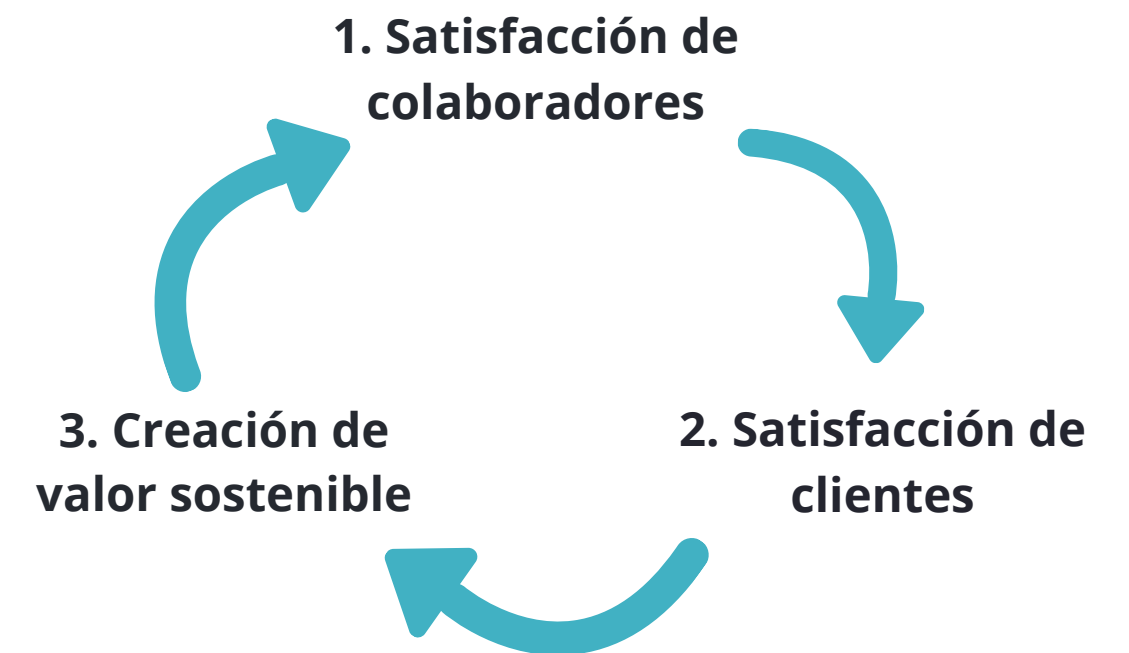 1. Satisfacción de
colaboradores
2. Satisfacción de
clientes
3. Creación de
valor sostenible